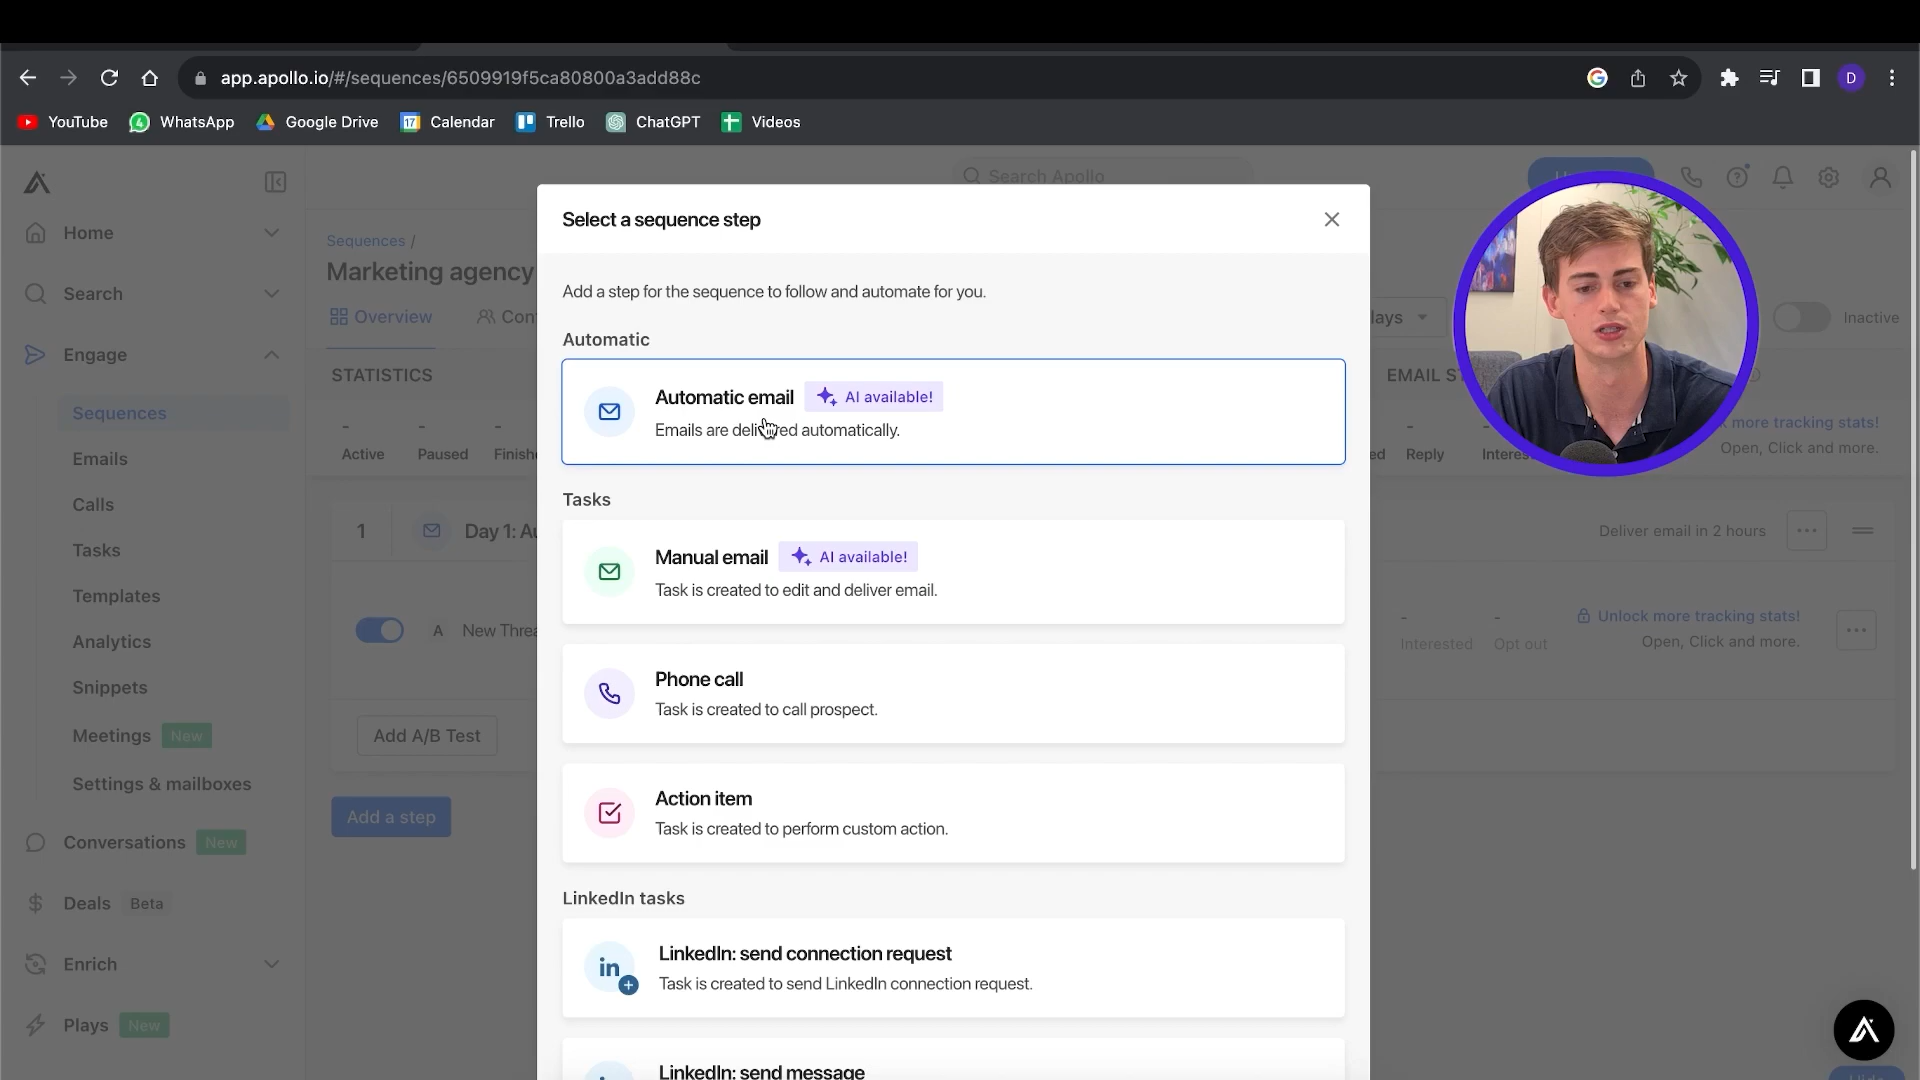 app.apollo.io/#/sequences/6509919f5ca80800a3add88c
D
YouTube
WhatsApp
Google Drive
17
Calendar
Trello
ChatGPT
Videos
Search Apollo
Home
Search
Engage
Sequences
Emails
Calls
Tasks
Templates
Analytics
Snippets
Meetings New
Settings & mailboxes
Conversations New
Deals Beta
Enrich
Plays New
Sequences /
Marketing agency
Overview
Inactive
STATISTICS
- Active
- Paused
1
Day 1:
Deliver email in 2 hours
A New
Add A/B Test
Add a step
EMAIL
- Reply
more tracking stats!
Open, Click and more.
- Interested
- Opt out
Unlock more tracking stats!
Open, Click and more.
Select a sequence step
Add a step for the sequence to follow and automate for you.
Automatic
Automatic email AI available!
Emails are delivered automatically.
Tasks
Manual email AI available!
Task is created to edit and deliver email.
Phone call
Task is created to call prospect.
Action item
Task is created to perform custom action.
LinkedIn tasks
in
LinkedIn: send connection request
Task is created to send LinkedIn connection request.
LinkedIn: send message